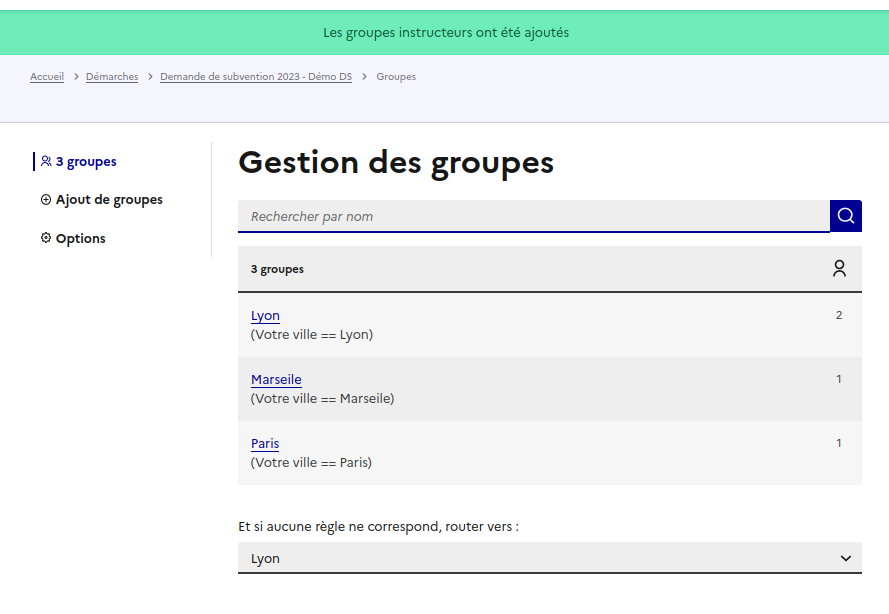 Les groupes instructeurs ont été ajoutés
Accueil > Démarches > Demande de subvention 2023 - Démo DS > Groupes
3 groupes
Ajout de groupes
Options
Gestion des groupes
Rechercher par nom
3 groupes
Lyon 2
(Votre ville == Lyon)
Marseile 1
(Votre ville == Marseile)
Paris 1
(Votre ville == Paris)
Et si aucune règle ne correspond, router vers :
Lyon